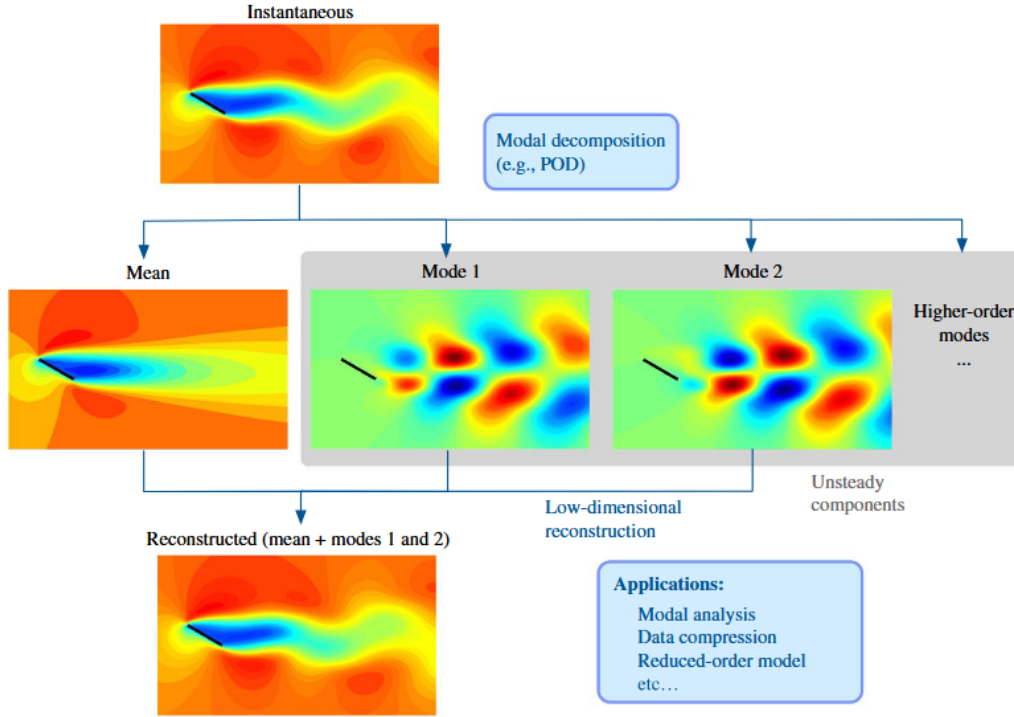 Instantaneous
Modal decomposition
(e.g., POD)
Mean
Mode 1
Mode 2
Higher-order
modes
...
Unsteady
components
Low-dimensional
reconstruction
Reconstructed (mean + modes 1 and 2)
Applications:
Modal analysis
Data compression
Reduced-order model
etc…